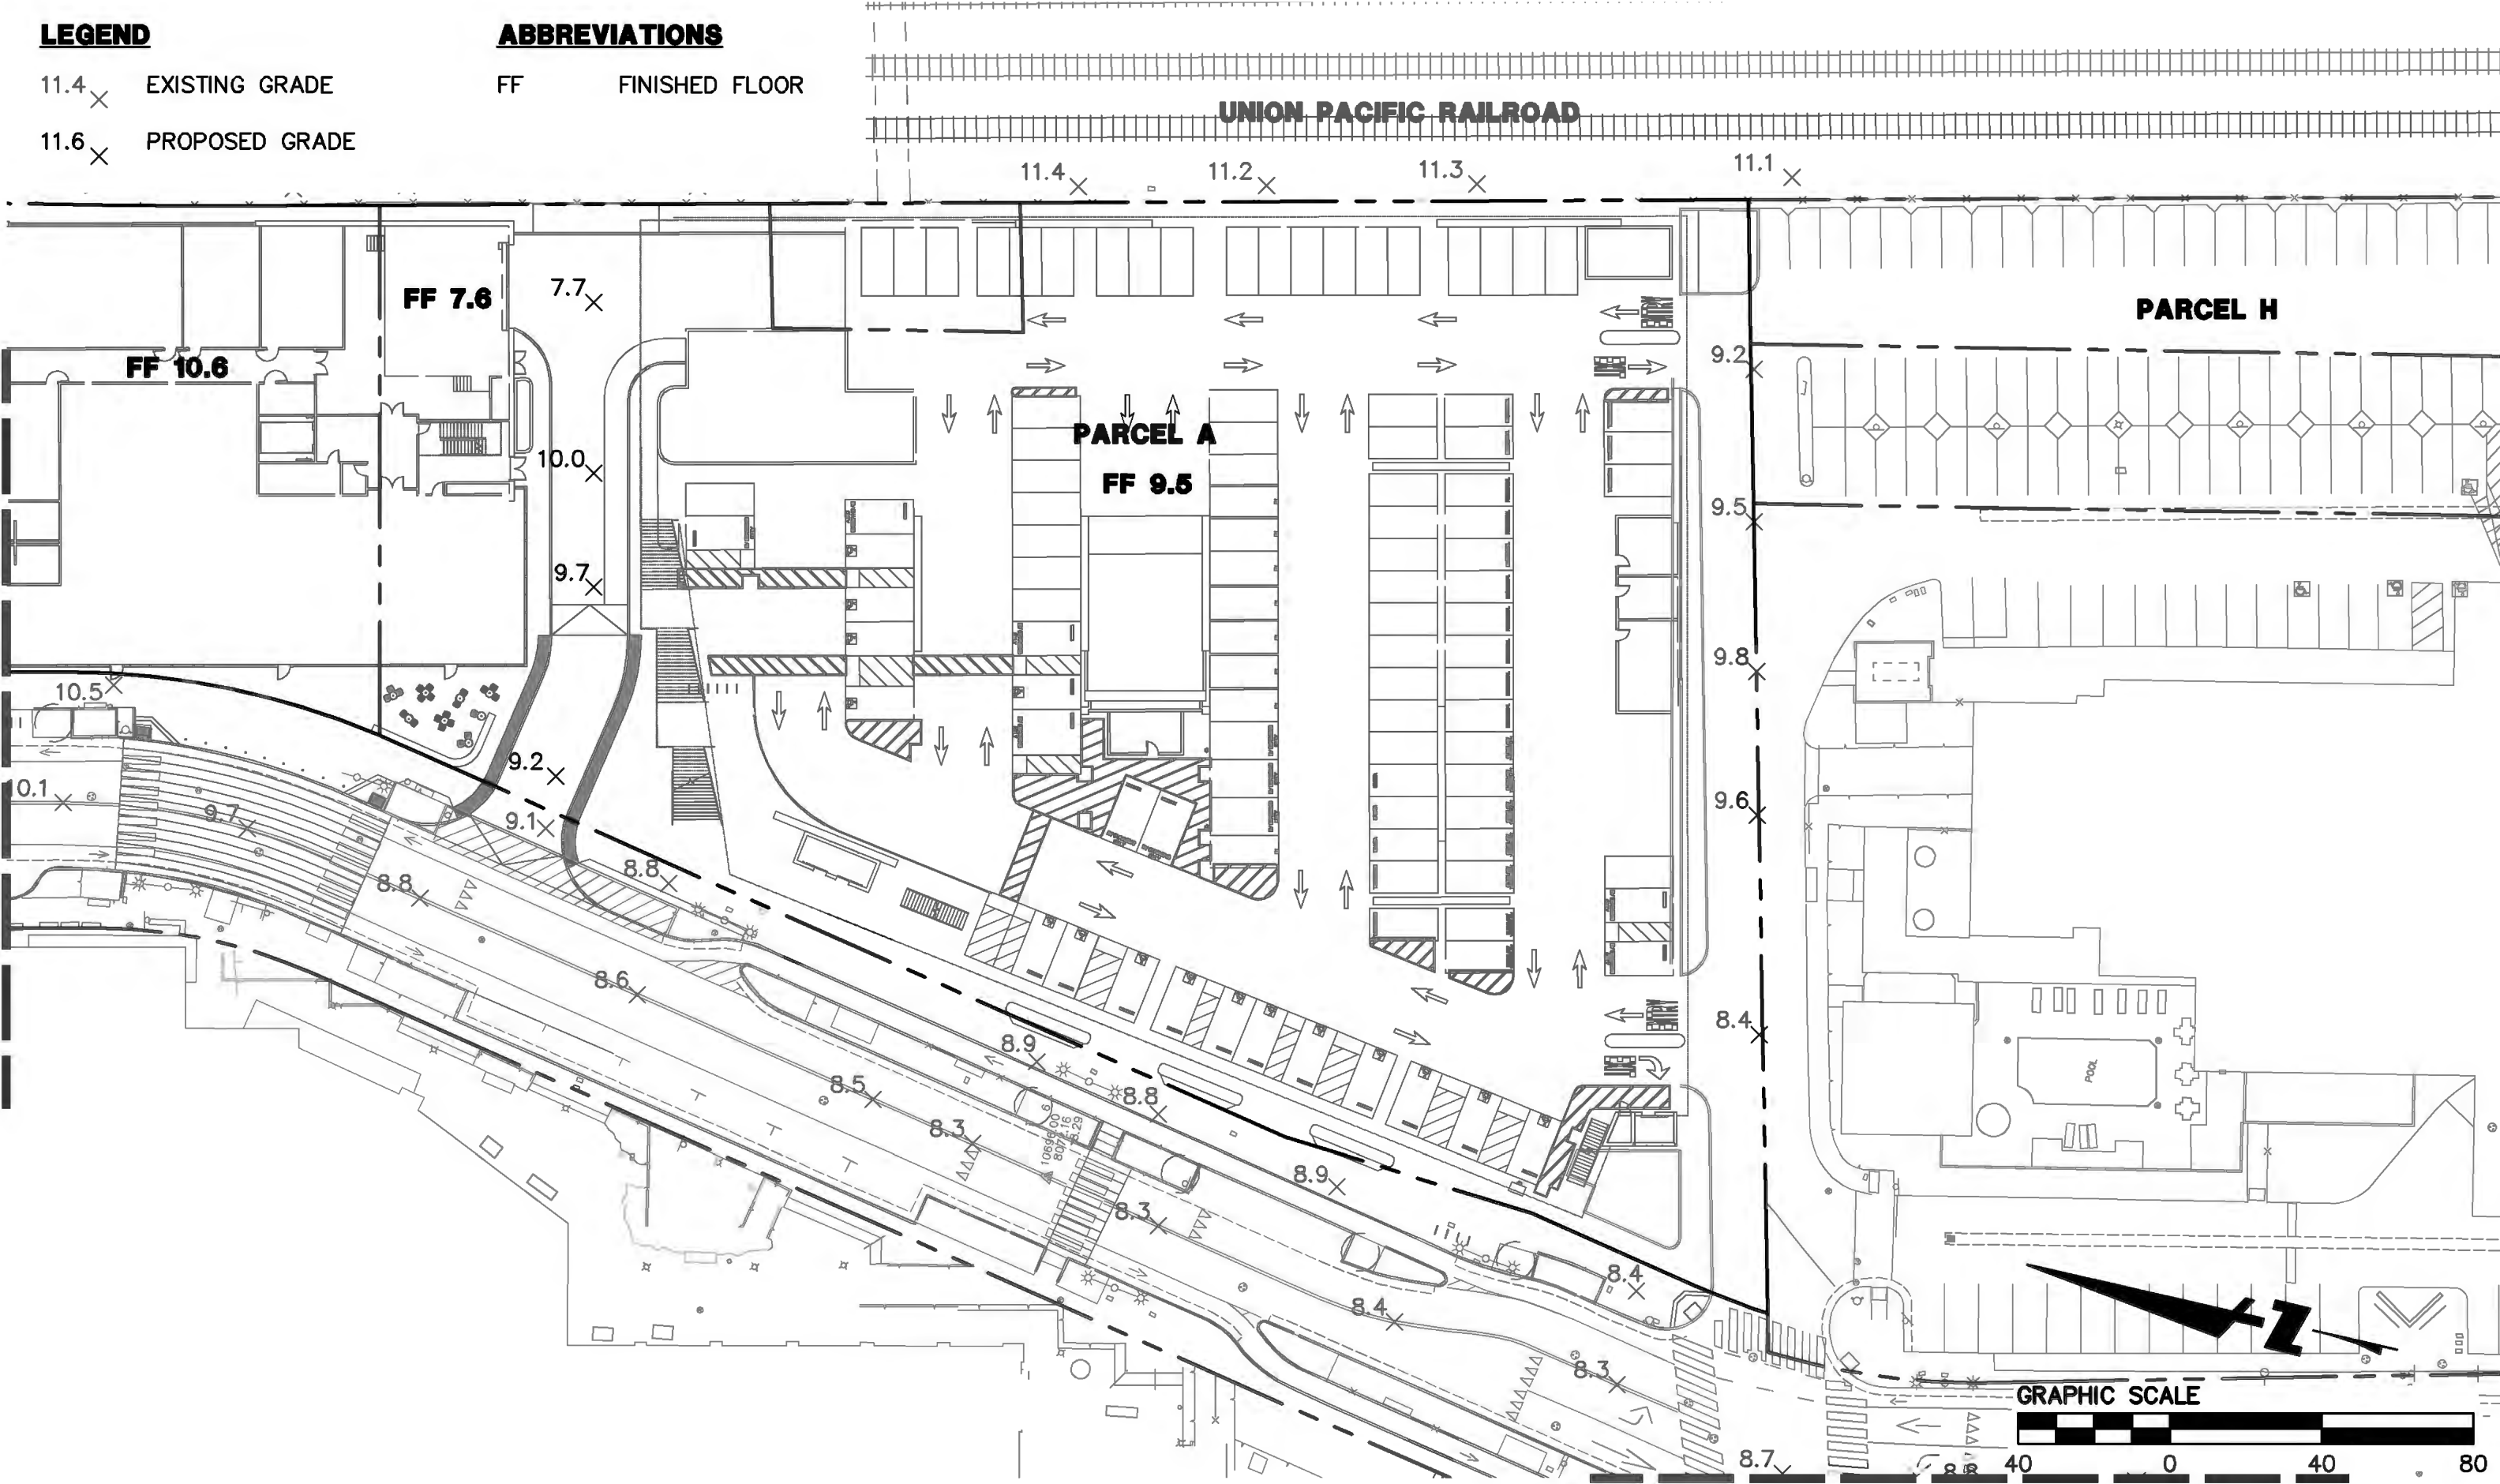 LEGEND
ABBREVIATIONS
11.4 EXISTING GRADE
FF FINISHED FLOOR
11.6 PROPOSED GRADE
UNION PACIFIC RAILROAD
11.4
11.2
11.3
11.1
FF 7.6
7.7
PARCEL H
FF 10.6
9.2
PARCEL A
10.0
FF 9.5
9.5
9.7
9.8
10.5
9.2
9.6
9.1
8.8
8.8
8.4
8.6
8.9
8.5
8.8
8.3
POOL
8.9
8.3
8.4
8.4
8.3
Z
GRAPHIC SCALE
8.7
40 0 40 80